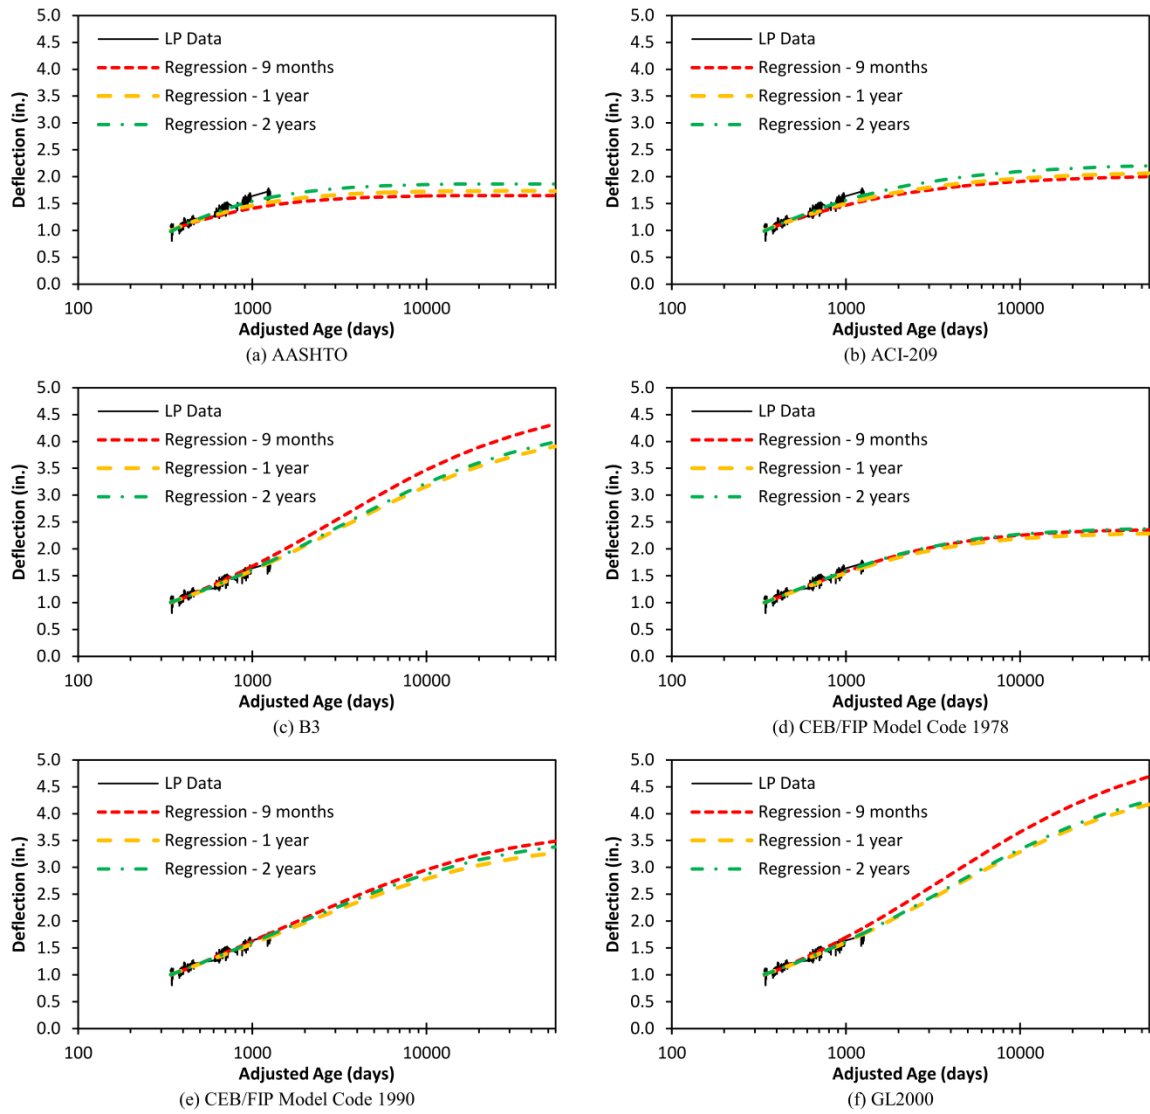 5.0
4.5
4.0
3.5
3.0
2.5
2.0
1.5
1.0
0.5
0.0
Deflection (in.)
LP Data
Regression - 9 months
Regression - 1 year
Regression - 2 years
100
1000
10000
Adjusted Age (days)
(a) AASHTO
5.0
4.5
4.0
3.5
3.0
2.5
2.0
1.5
1.0
0.5
0.0
Deflection (in.)
LP Data
Regression - 9 months
Regression - 1 year
Regression - 2 years
100
1000
10000
Adjusted Age (days)
(b) ACI-209
5.0
4.5
4.0
3.5
3.0
2.5
2.0
1.5
1.0
0.5
0.0
Deflection (in.)
LP Data
Regression - 9 months
Regression - 1 year
Regression - 2 years
100
1000
10000
Adjusted Age (days)
(c) B3
5.0
4.5
4.0
3.5
3.0
2.5
2.0
1.5
1.0
0.5
0.0
Deflection (in.)
LP Data
Regression - 9 months
Regression - 1 year
Regression - 2 years
100
1000
10000
Adjusted Age (days)
(d) CEB/FIP Model Code 1978
5.0
4.5
4.0
3.5
3.0
2.5
2.0
1.5
1.0
0.5
0.0
Deflection (in.)
LP Data
Regression - 9 months
Regression - 1 year
Regression - 2 years
100
1000
10000
Adjusted Age (days)
(e) CEB/FIP Model Code 1990
5.0
4.5
4.0
3.5
3.0
2.5
2.0
1.5
1.0
0.5
0.0
Deflection (in.)
LP Data
Regression - 9 months
Regression - 1 year
Regression - 2 years
100
1000
10000
Adjusted Age (days)
(f) GL2000